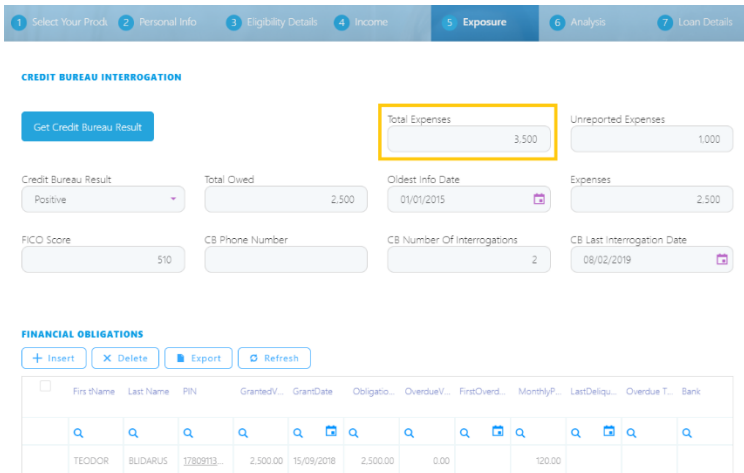 1 Select Your Produ 2 Personal Info 3 Eligibility Details 4 Income 5 Exposure 6 Analysis 7 Loan Details
CREDIT BUREAU INTERROGATION
Get Credit Bureau Result
Total Expenses Unreported Expenses
3,500 1,000
Credit Bureau Result Total Owed Oldest Info Date Expenses
Positive 2,500 01/01/2015 2,500
FICO Score CB Phone Number CB Number Of Interrogations CB Last Interrogation Date
510 2 08/02/2019
FINANCIAL OBLIGATIONS
+ Insert X Delete Export Refresh
Firs tName Last Name PIN GrantedV... GrantDate Obligatio... OverdueV... FirstOverd... MonthlyP... LastDeliqu... Overdue T... Bank
TEODOR BLIDARUS 17809113... 2,500.00 15/09/2018 2,500.00 0.00 120.00